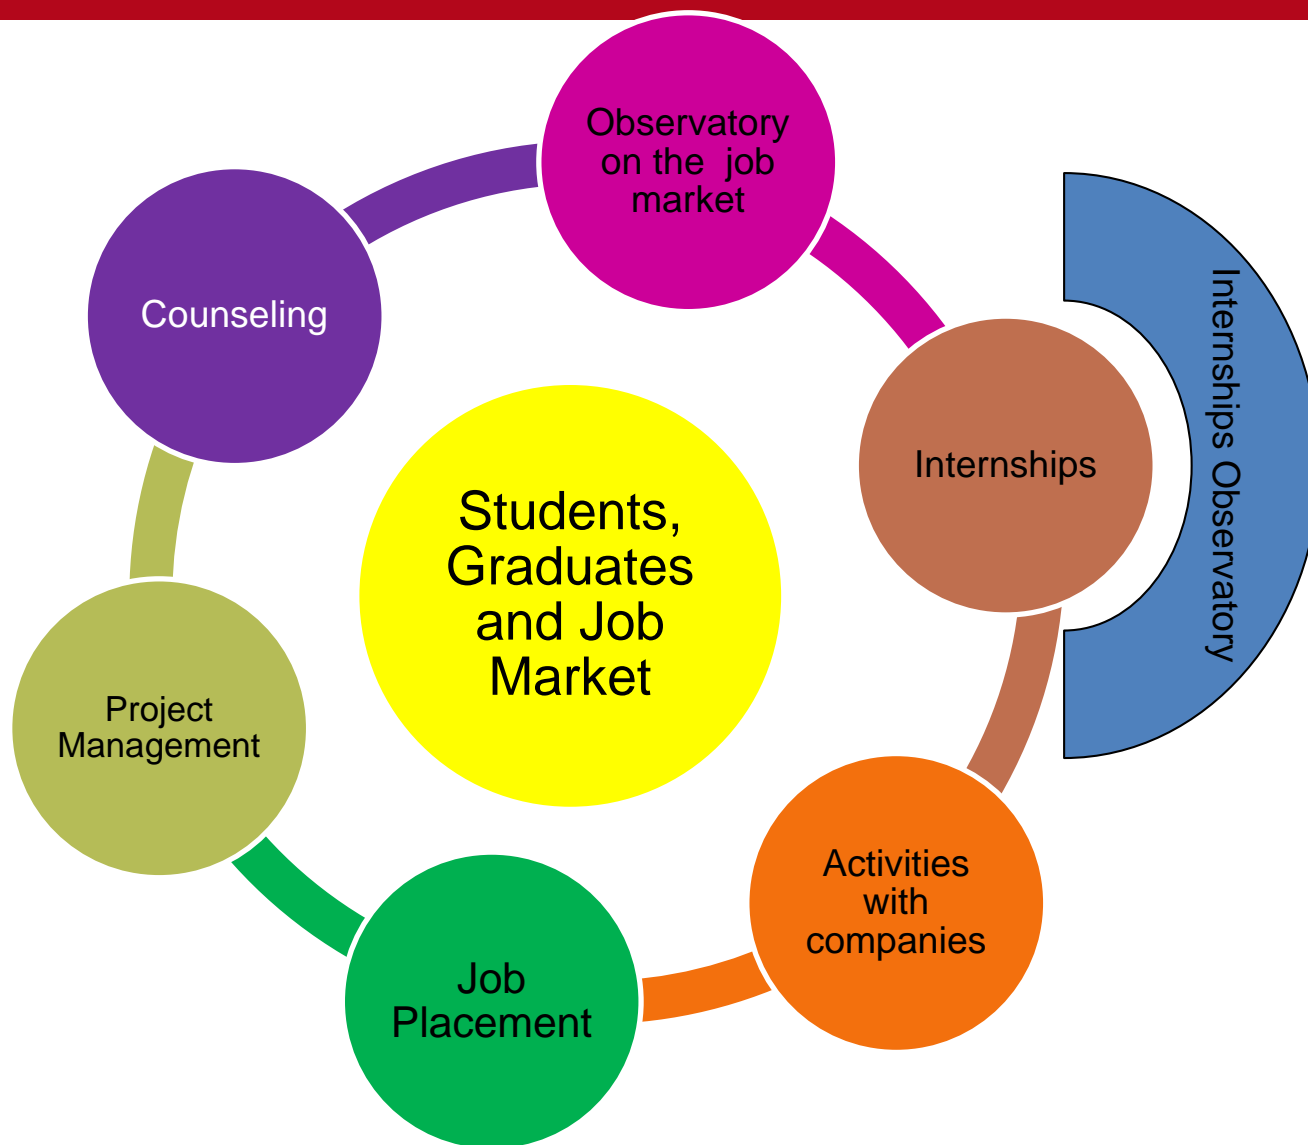 Observatory
on the job
market
Counseling
Internships Observatory
Internships
Students,
Graduates
and Job
Market
Project
Management
Activities
with
companies
Job
Placement